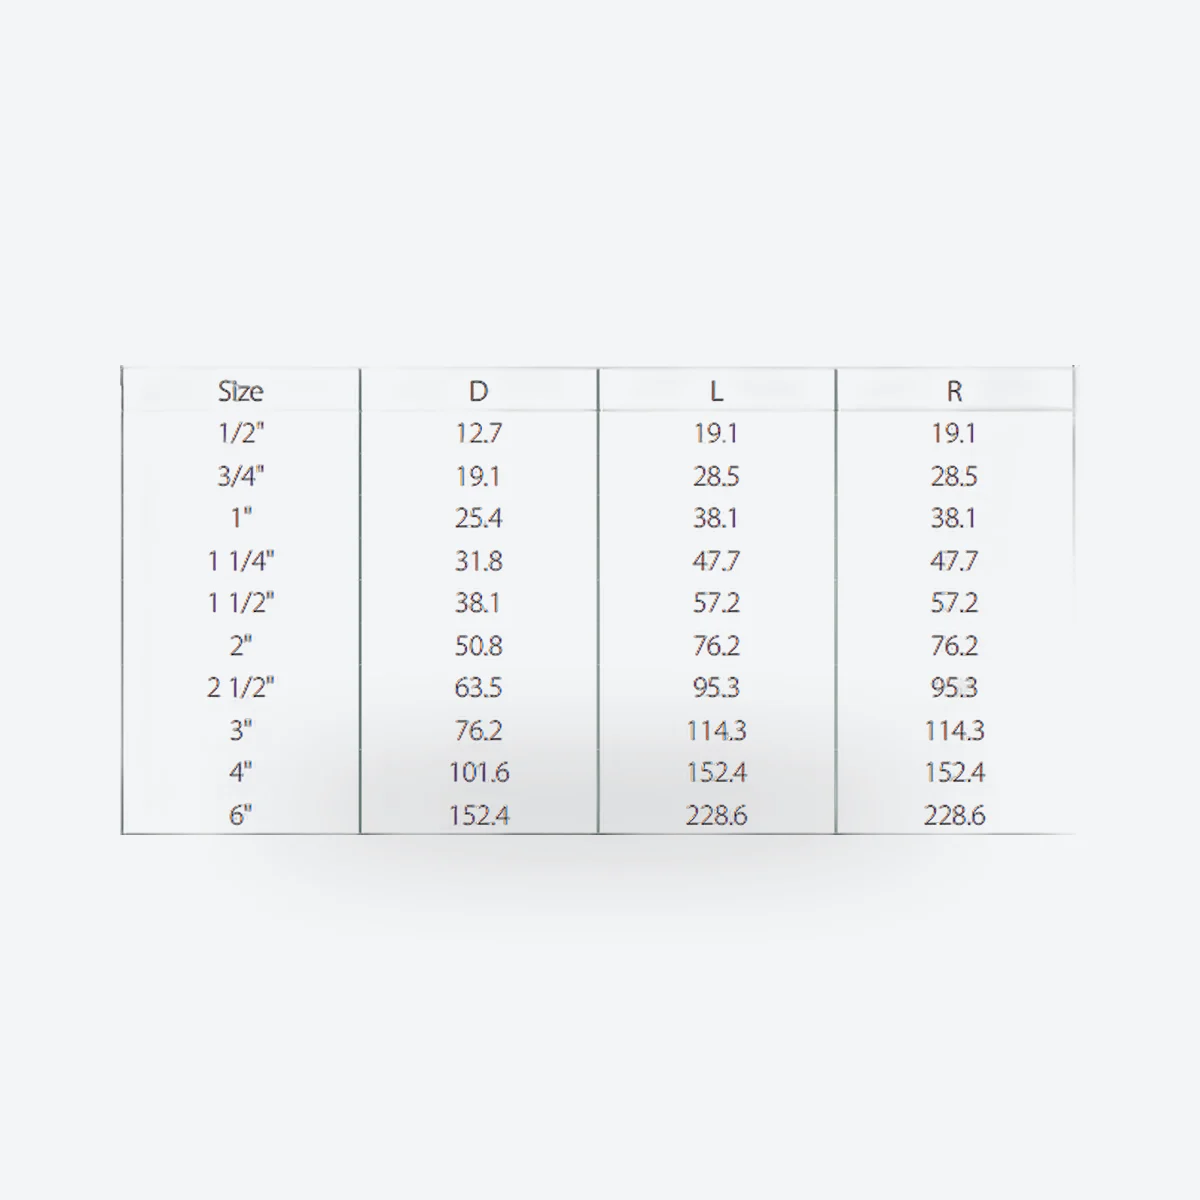 Size D L R
1/2" 12.7 19.1 19.1
3/4" 19.1 28.5 28.5
1" 25.4 38.1 38.1
1 1/4" 31.8 47.7 47.7
1 1/2" 38.1 57.2 57.2
2" 50.8 76.2 76.2
2 1/2" 63.5 95.3 95.3
3" 76.2 114.3 114.3
4" 101.6 152.4 152.4
6" 152.4 228.6 228.6